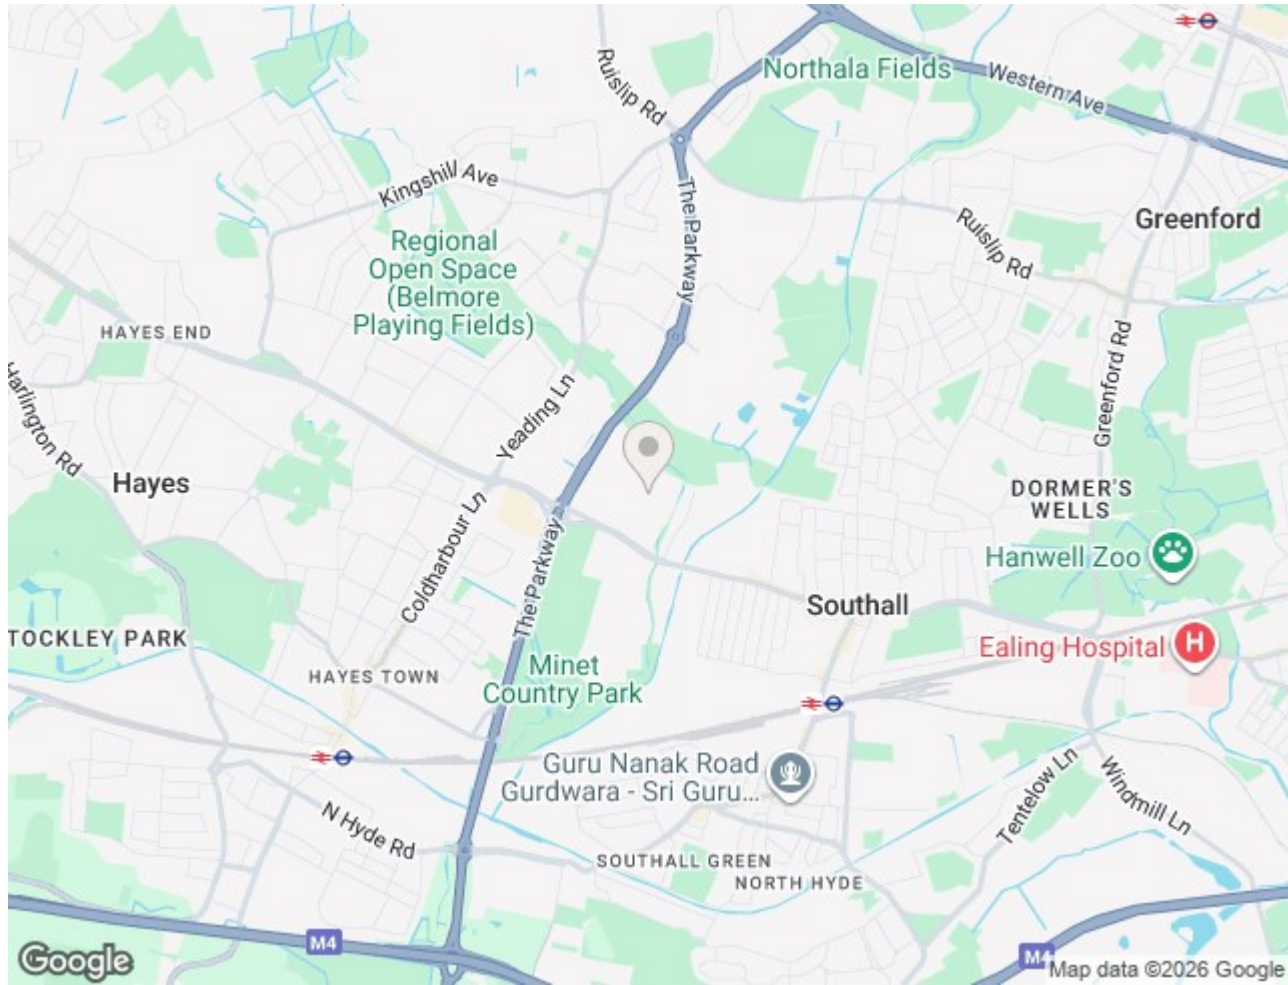 Northala Fields
Western Ave
Ruislip Rd
Kingshill Ave
The Parkway
Ruislip Rd
Greenford
Regional
Open Space
(Belmore
Playing Fields)
HAYES END
Harlington Rd
Yeading Ln
Greenford Rd
Hayes
Coldharbour Ln
DORMER'S
WELLS
Hanwell Zoo
The Parkway
Southall
TOCKLEY PARK
Ealing Hospital
H
HAYES TOWN
Minet
Country Park
Guru Nanak Road
Gurdwara - Sri Guru...
Tentelow Ln
Windmill Ln
N Hyde Rd
SOUTHALL GREEN
NORTH HYDE
M4
M4
Google
Map data ©2026 Google